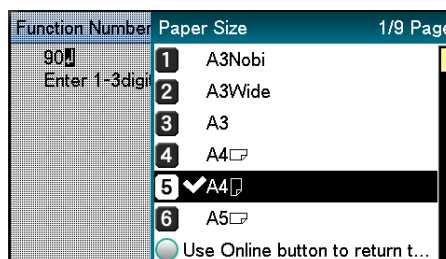 Function Number
90
Enter 1-3digi
Paper Size 1/9 Page
1 A3Nobi
2 A3Wide
3 A3
4 A4
5 A4
6 A5
Use Online button to return t...